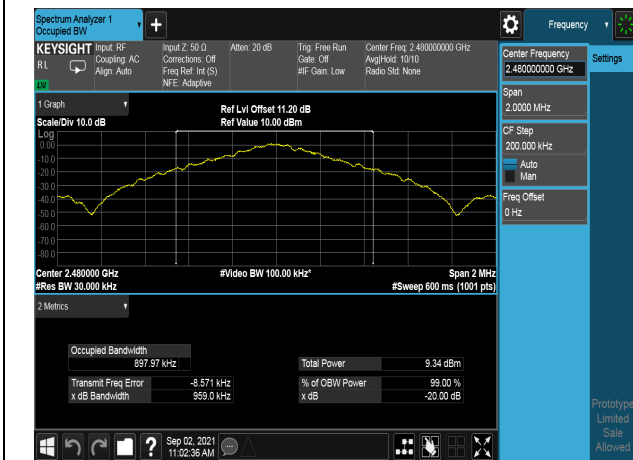 Spectrum Analyzer 1
Occupied BW
Frequency
KEYSIGHT
RL
Input: RF
Coupling: AC
Align: Auto
Input Z: 50 Ω
Corrections: Off
Freq Ref: Int (S)
NFE: Adaptive
Atten: 20 dB
Trig: Free Run
Gate: Off
#IF Gain: Low
Center Freq: 2.480000000 GHz
Avg|Hold: 10/10
Radio Std: None
Center Frequency
2.480000000 GHz
Settings
Span
2.0000 MHz
CF Step
200.000 kHz
Auto
Man
Freq Offset
0 Hz
1 Graph
Scale/Div 10.0 dB
Ref Lvl Offset 11.20 dB
Ref Value 10.00 dBm
Log
0.00
-10.0
-20.0
-30.0
-40.0
-50.0
-60.0
-70.0
-80.0
Center 2.480000 GHz
#Video BW 100.00 kHz*
Span 2 MHz
#Res BW 30.000 kHz
#Sweep 600 ms (1001 pts)
2 Metrics
Occupied Bandwidth
897.97 kHz
Total Power 9.34 dBm
Transmit Freq Error -8.571 kHz
% of OBW Power 99.00 %
x dB Bandwidth 959.0 kHz
x dB -20.00 dB
Prototype
Limited
Sale
Allowed
Sep 02, 2021
11:02:36 AM